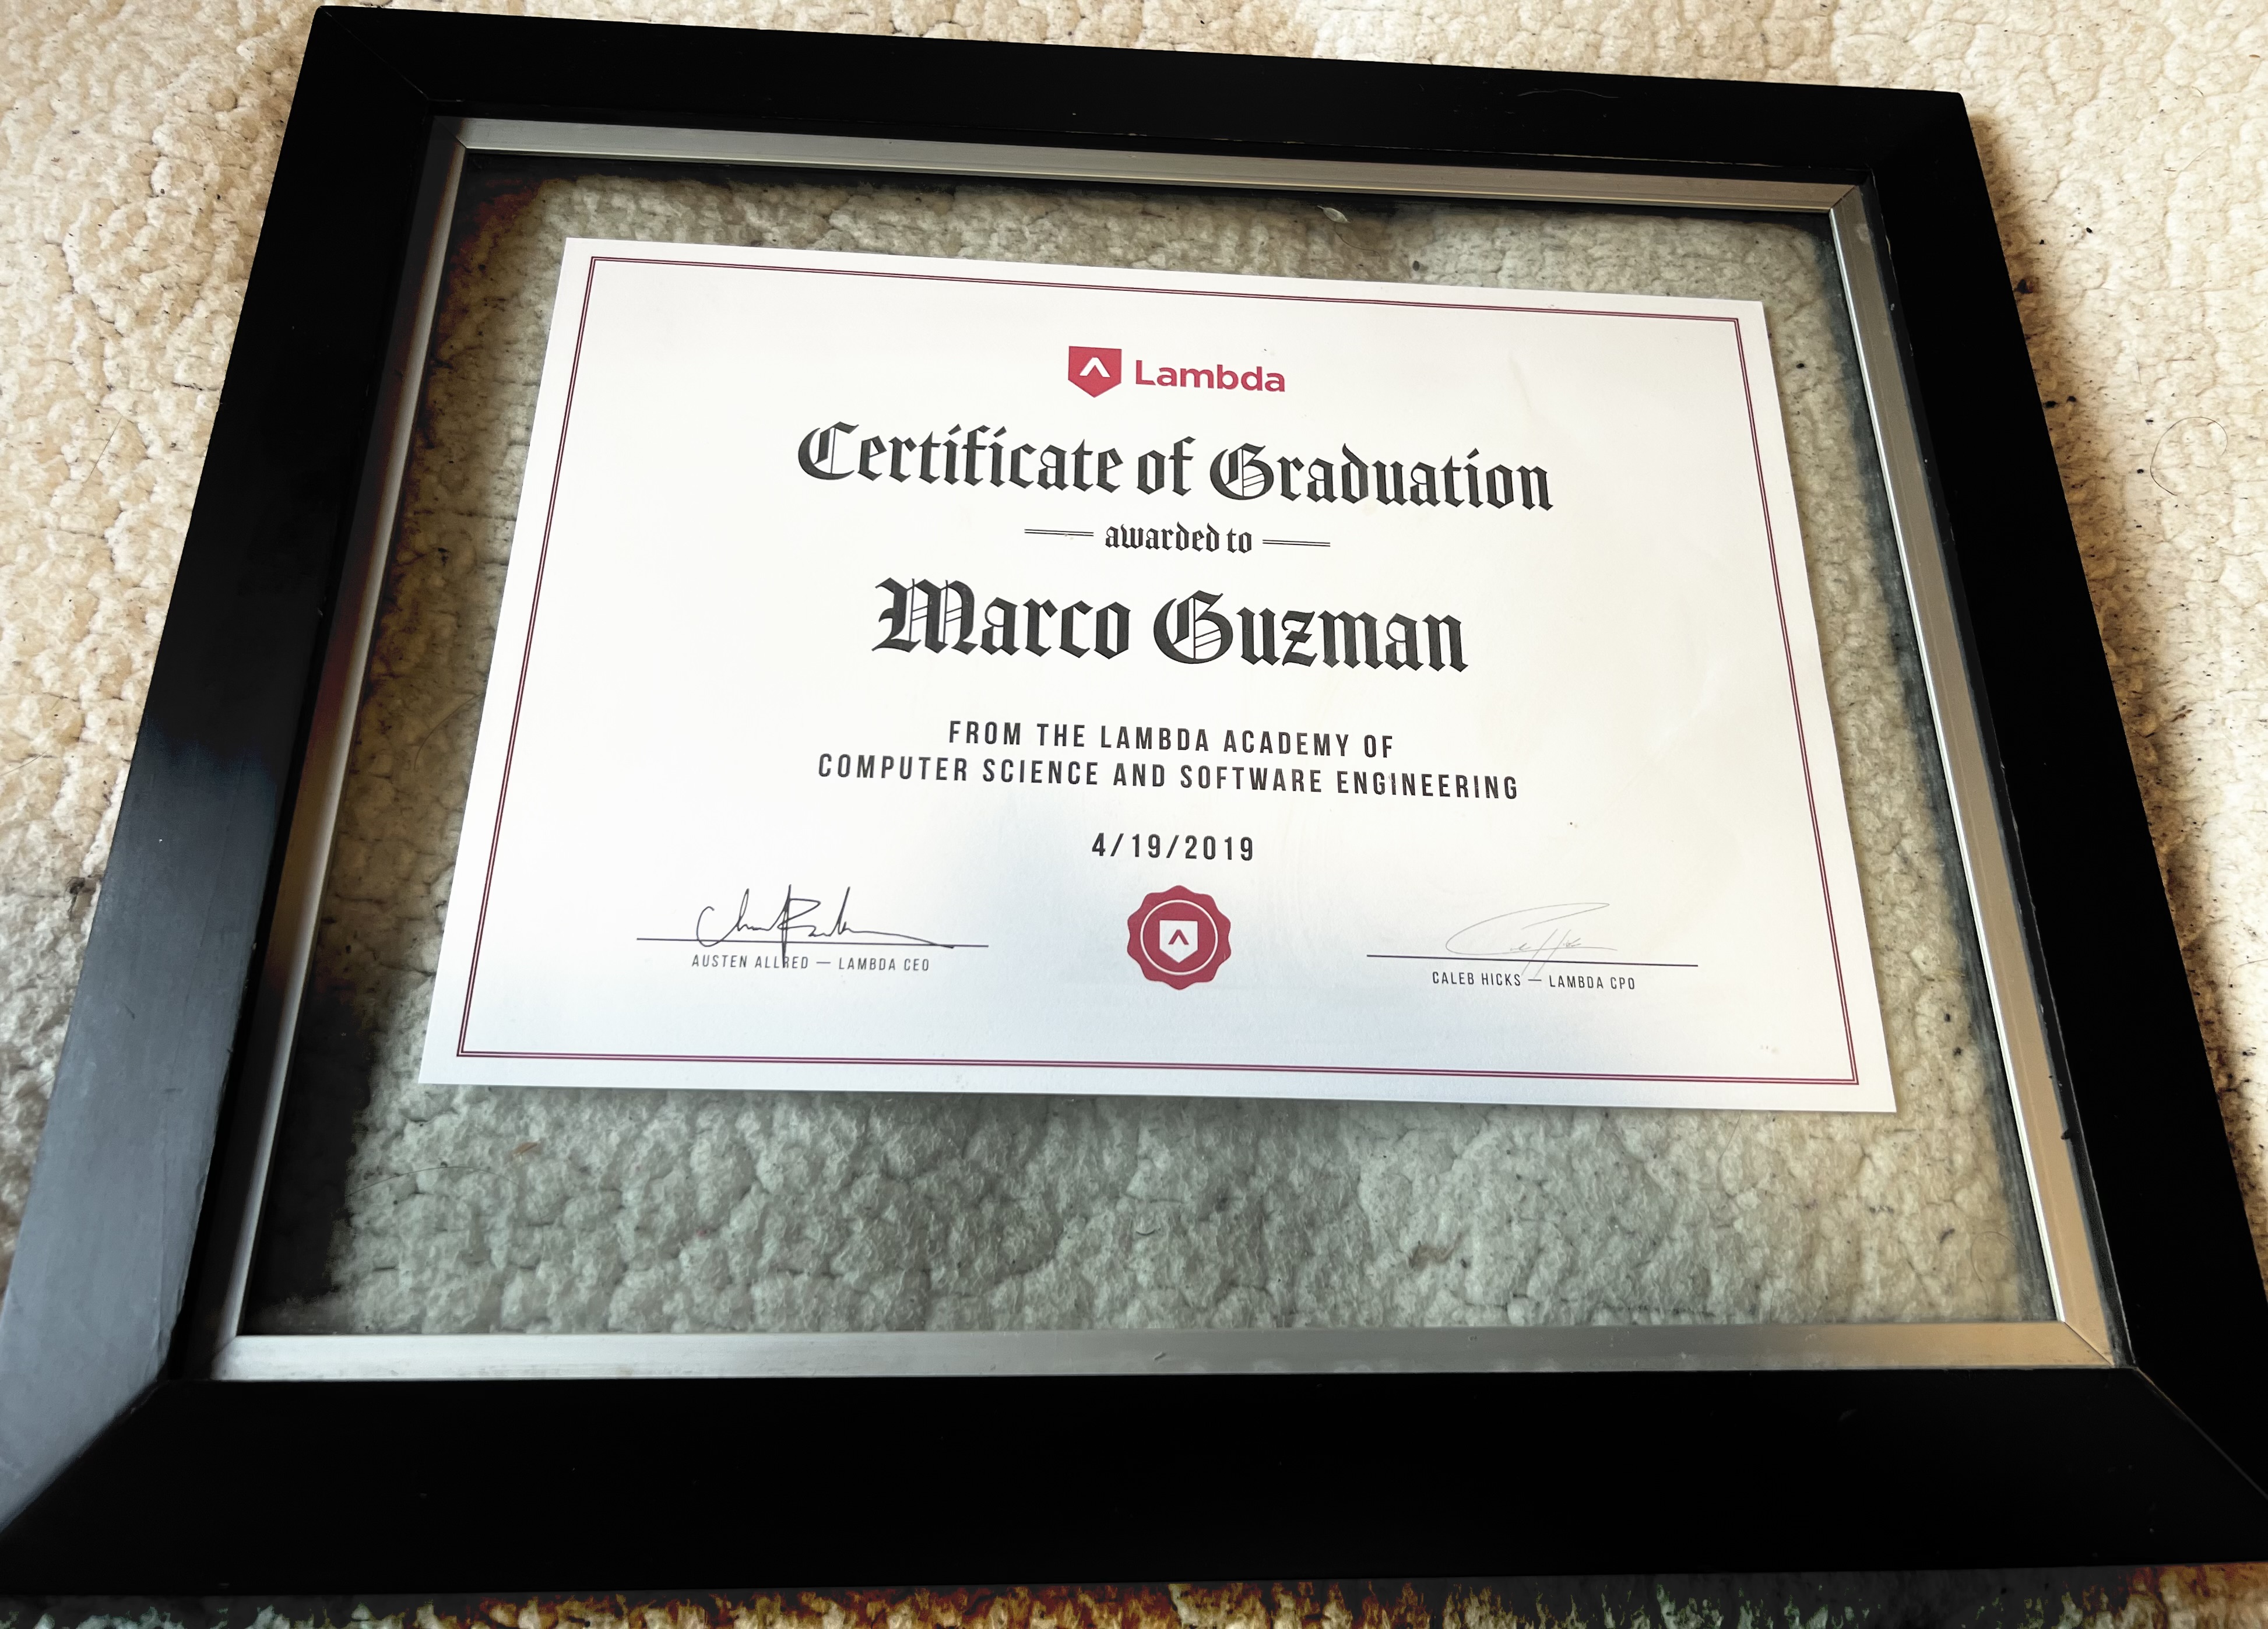 Lambda
Certificate of Graduation
awarded to
Marco Guzman
FROM THE LAMBDA ACADEMY OF
COMPUTER SCIENCE AND SOFTWARE ENGINEERING
4/19/2019
AUSTEN ALLRED — LAMBDA CEO
CALEB HICKS — LAMBDA CPO